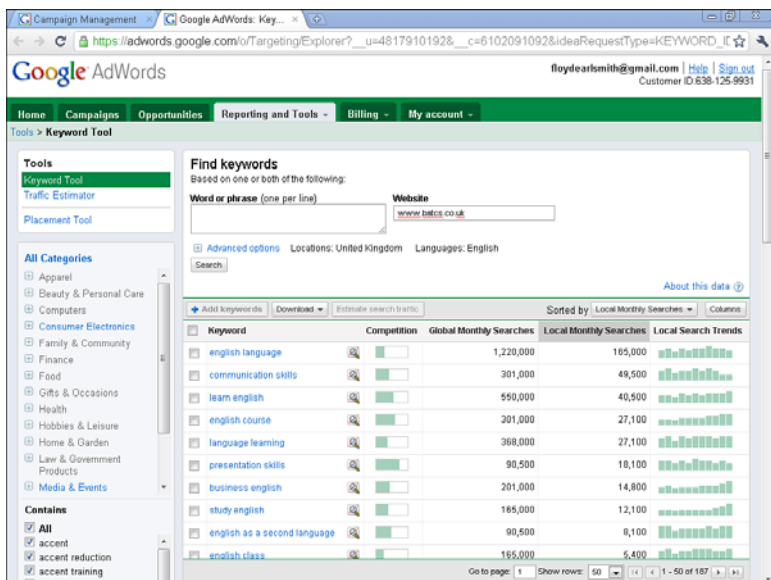 Campaign Management
Google AdWords: Key...
https://adwords.google.com/o/Targeting/Explorer?__u=4817910192&__c=6102091092&ideaRequestType=KEYWORD_ID
Google AdWords
floydearlsmith@gmail.com | Help | Sign out
Customer ID:638-125-9931
Home Campaigns Opportunities Reporting and Tools Billing My account
Tools > Keyword Tool
Tools
Keyword Tool
Traffic Estimator
Placement Tool
All Categories
Apparel
Beauty & Personal Care
Computers
Consumer Electronics
Family & Community
Finance
Food
Gifts & Occasions
Health
Hobbies & Leisure
Home & Garden
Law & Government
Products
Media & Events
Contains
All
accent
accent reduction
accent training
Find keywords
Based on one or both of the following:
Word or phrase (one per line) Website
www.batcs.co.uk
Advanced options Locations: United Kingdom Languages: English
Search
About this data
Add keywords Download Estimate search traffic Sorted by Local Monthly Searches Columns
Keyword Competition Global Monthly Searches Local Monthly Searches Local Search Trends
english language 1,220,000 165,000
communication skills 301,000 49,500
learn english 550,000 40,500
english course 301,000 27,100
language learning 368,000 27,100
presentation skills 90,500 18,100
business english 201,000 14,800
study english 165,000 12,100
english as a second language 90,500 8,100
english class 165,000 5,400
Go to page: 1 Show rows: 50 1 - 50 of 187